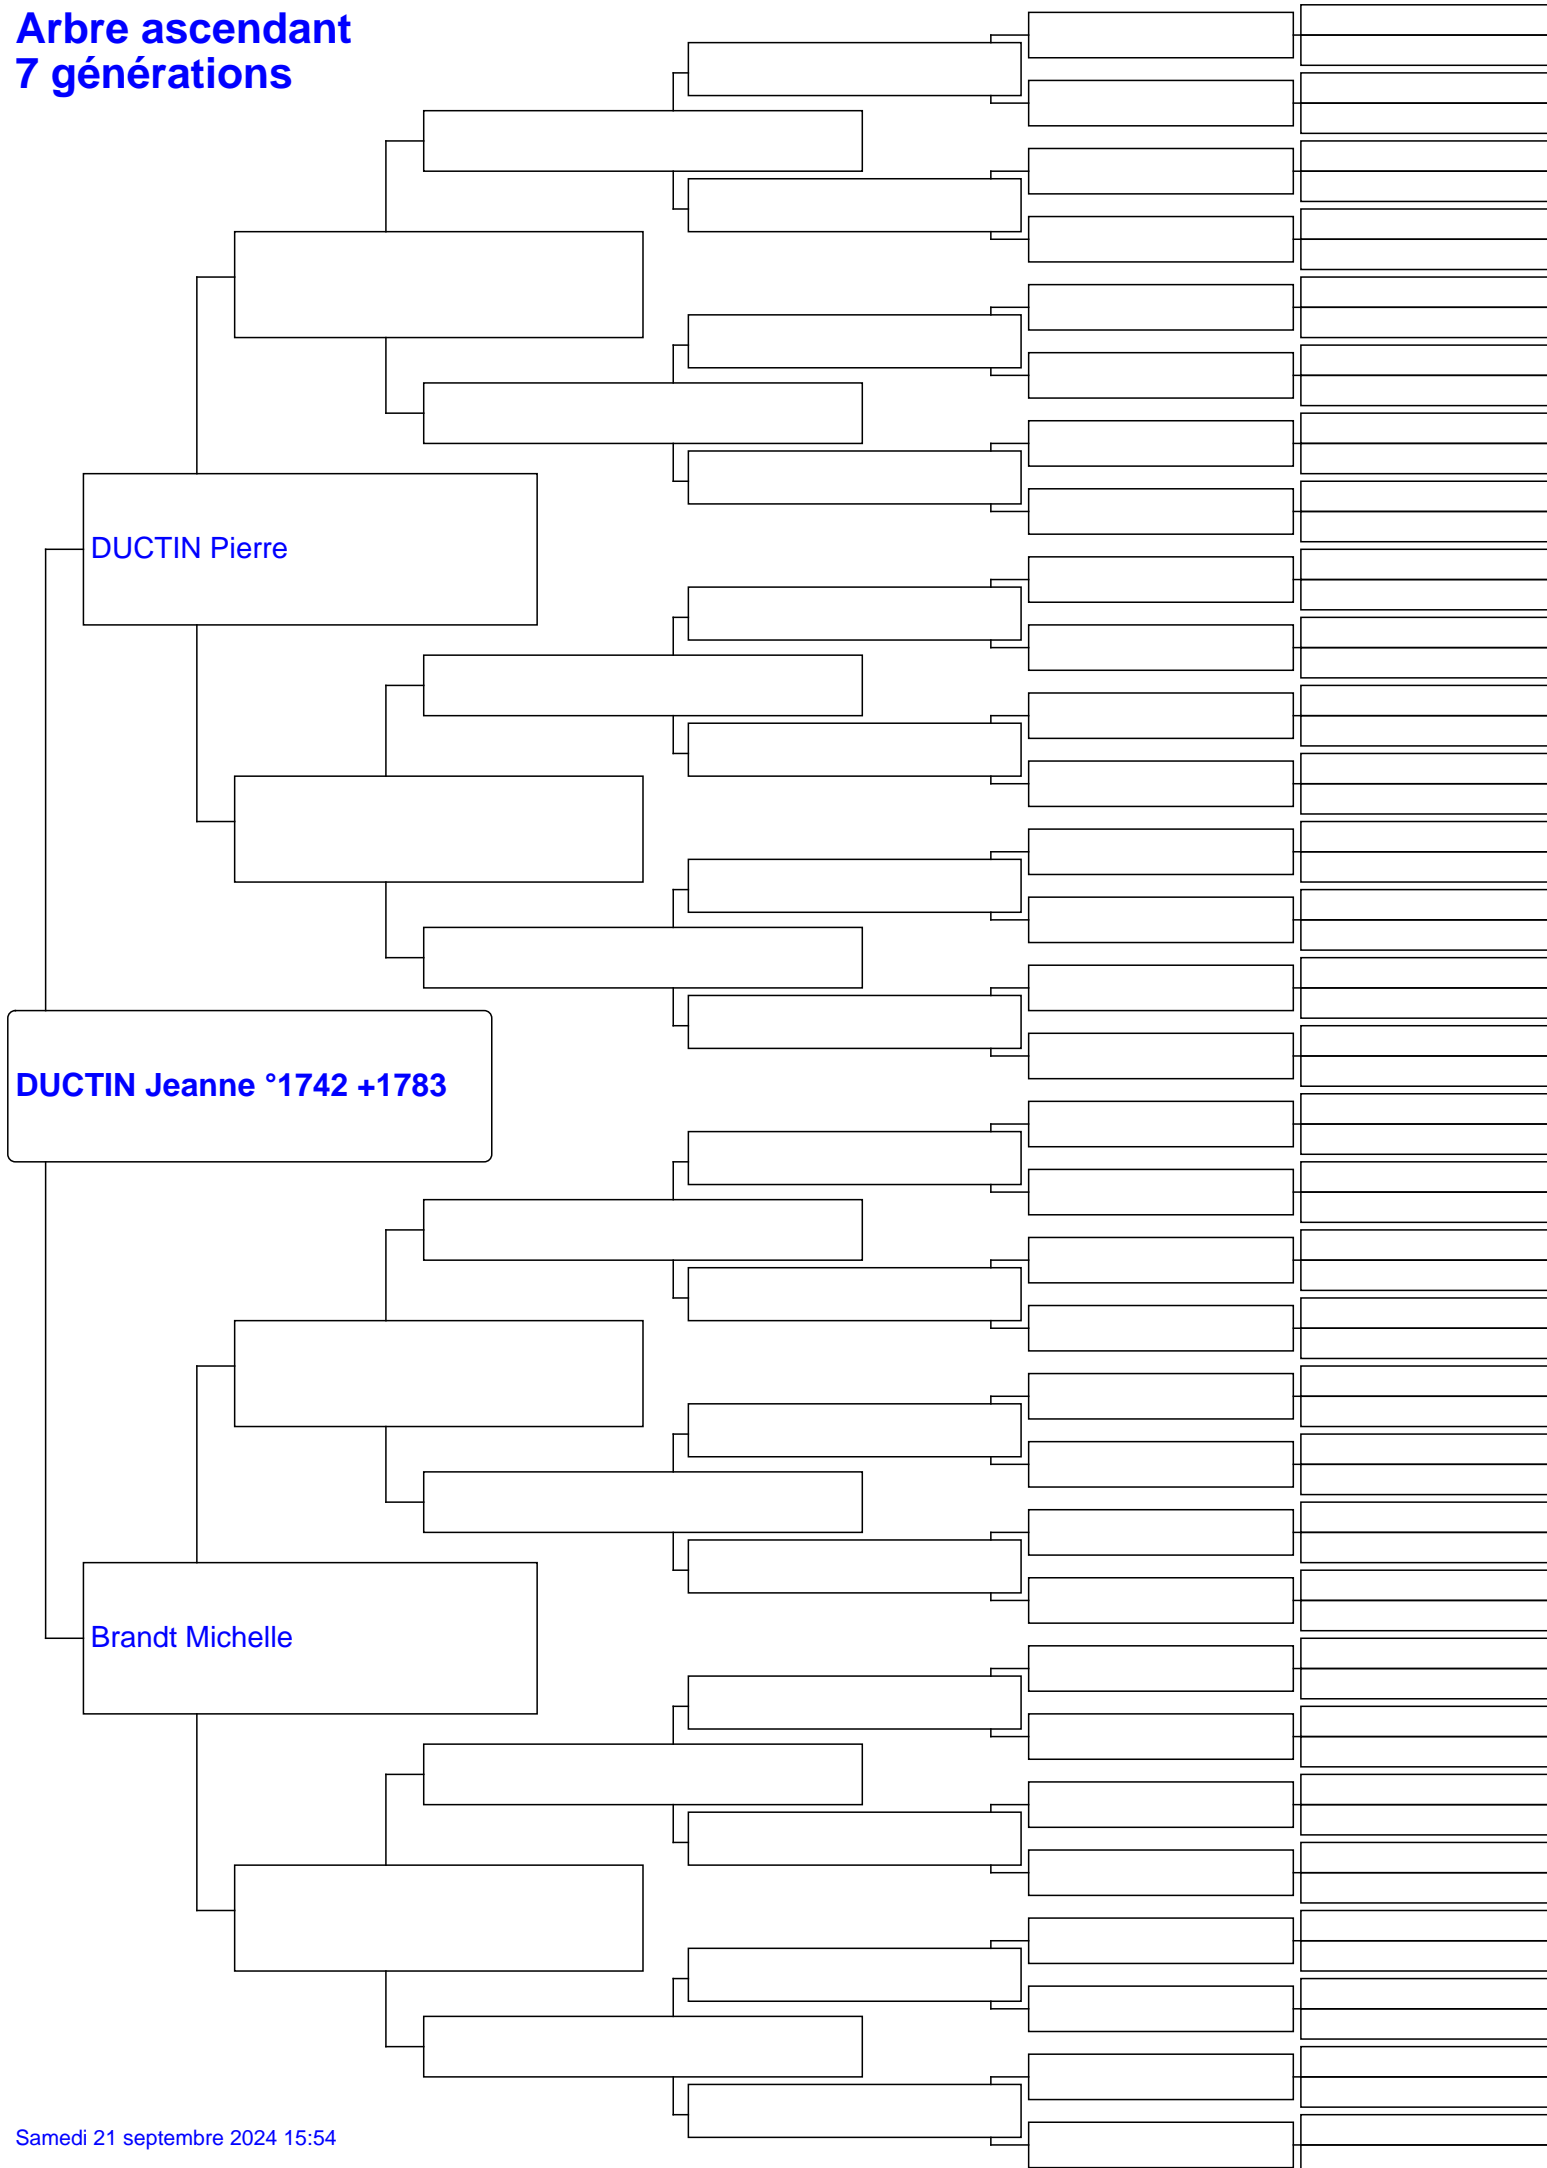 Arbre ascendant
7 générations
DUCTIN Pierre
DUCTIN Jeanne °1742 +1783
Brandt Michelle
Samedi 21 septembre 2024 15:54